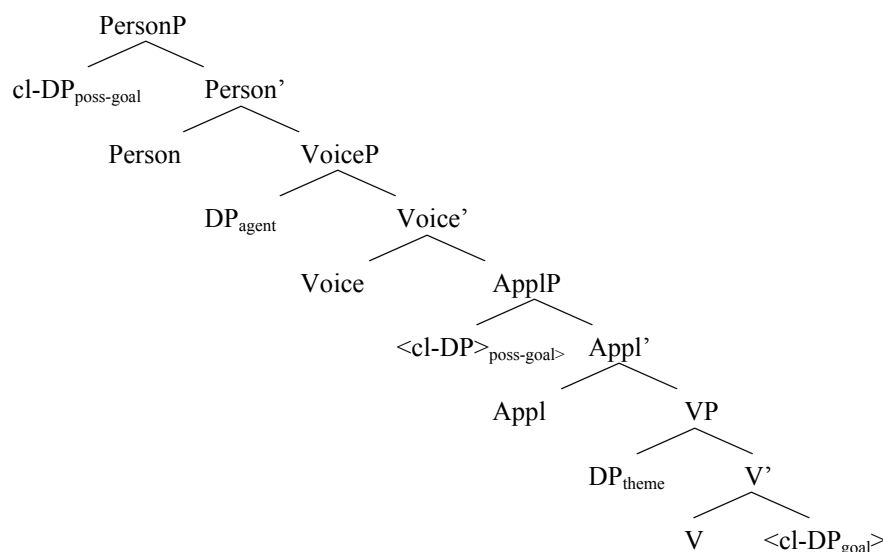 PersonP
cl-DPposs-goal Person’
Person VoiceP
DPagent Voice’
Voice ApplP
<cl-DP>poss-goal> Appl’
Appl VP
DPtheme V’
V <cl-DPgoal>